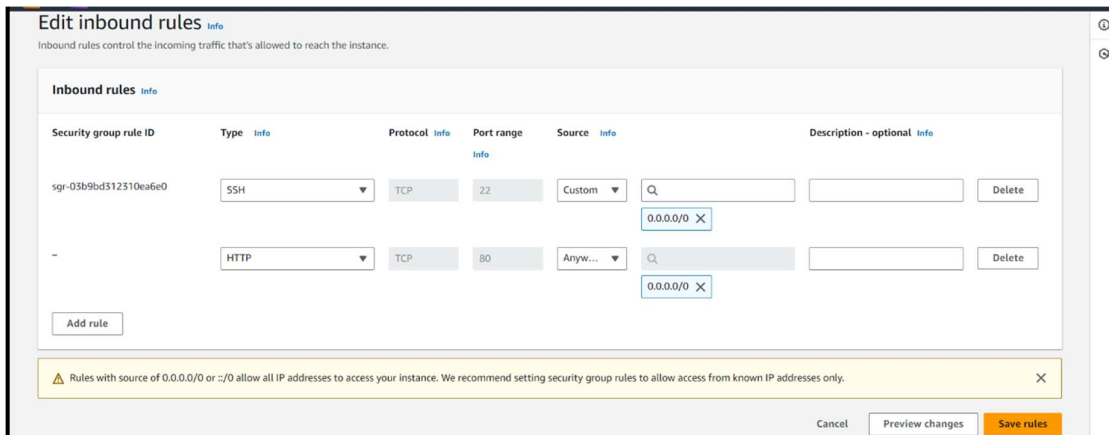 Edit inbound rules Info
Inbound rules control the incoming traffic that's allowed to reach the instance.
Inbound rules Info
Security group rule ID Type Info Protocol Info Port range Info Source Info Description - optional Info
sgr-03b9bd312310ea6e0 SSH TCP 22 Custom Delete
0.0.0.0/0
– HTTP TCP 80 Anyw... Delete
0.0.0.0/0
Add rule
Rules with source of 0.0.0.0/0 or ::/0 allow all IP addresses to access your instance. We recommend setting security group rules to allow access from known IP addresses only.
Cancel Preview changes Save rules